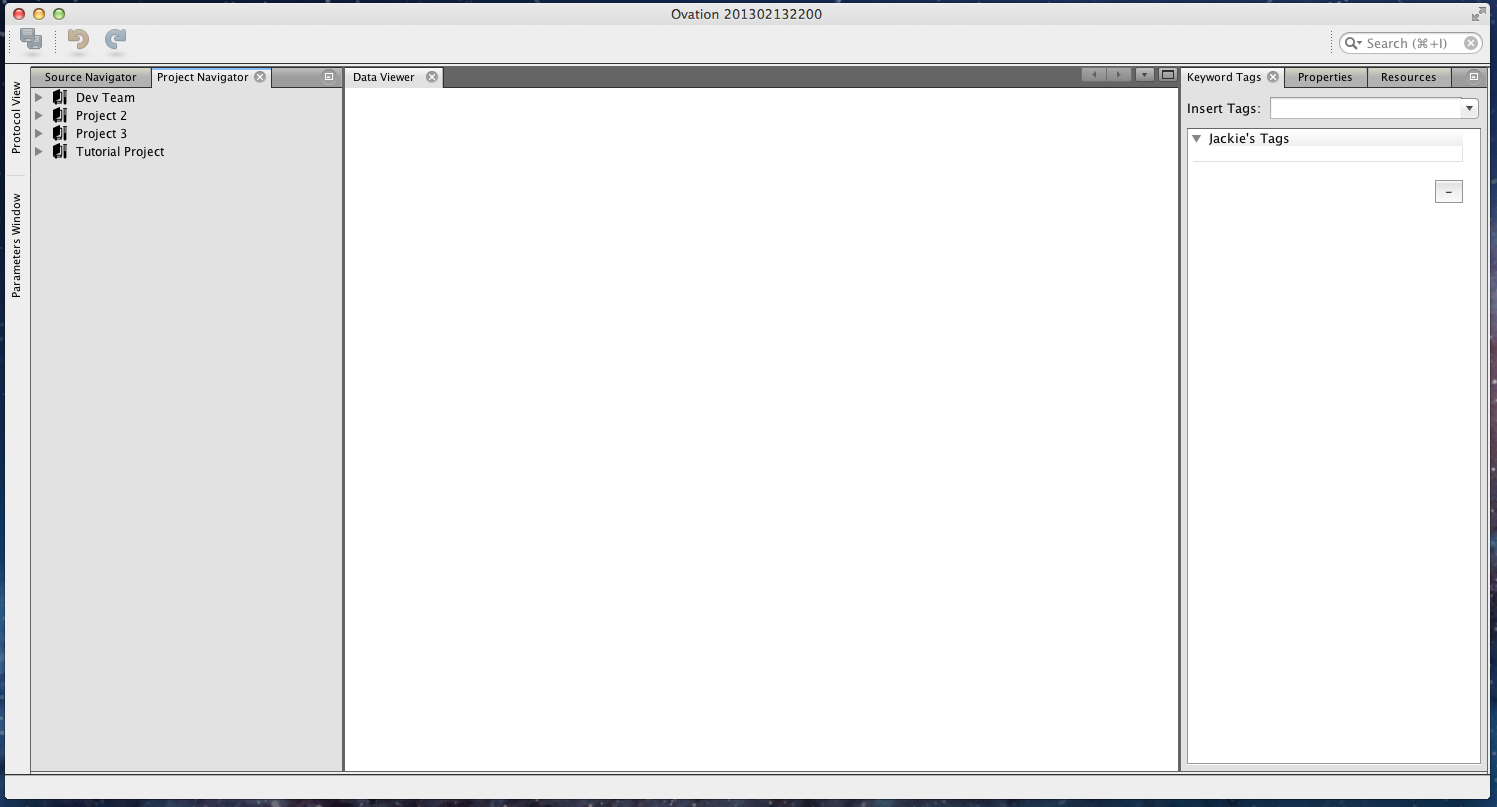 Ovation 201302132200
Search (⌘+I)
Source Navigator
Project Navigator
Data Viewer
Keyword Tags
Properties
Resources
Protocol View
Parameters Window
Dev Team
Project 2
Project 3
Tutorial Project
Insert Tags:
Jackie's Tags
-